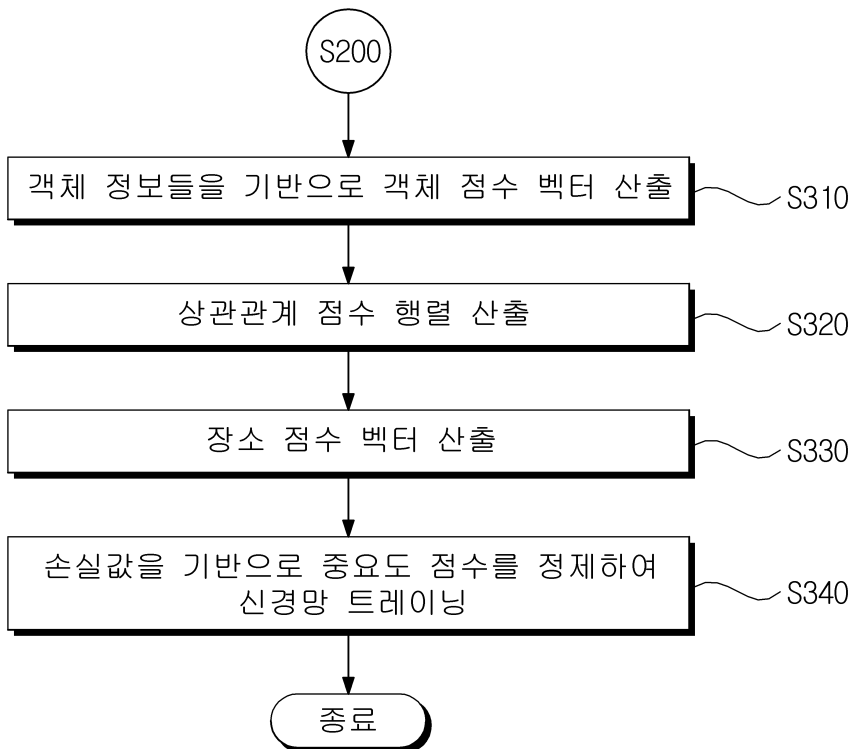 S200
객체 정보들을 기반으로 객체 점수 벡터 산출
S310
상관관계 점수 행렬 산출
S320
장소 점수 벡터 산출
S330
손실값을 기반으로 중요도 점수를 정제하여
신경망 트레이닝
S340
종료